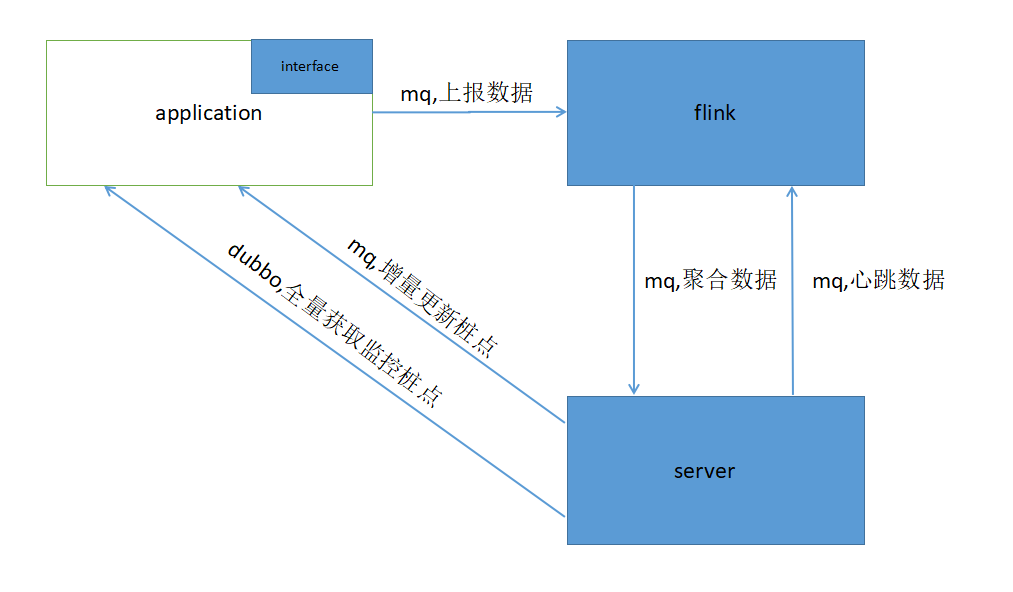 interface
application
mq,上报数据
flink
mq,增量更新桩点
dubbo,全量获取监控桩点
mq,聚合数据
mq,心跳数据
server